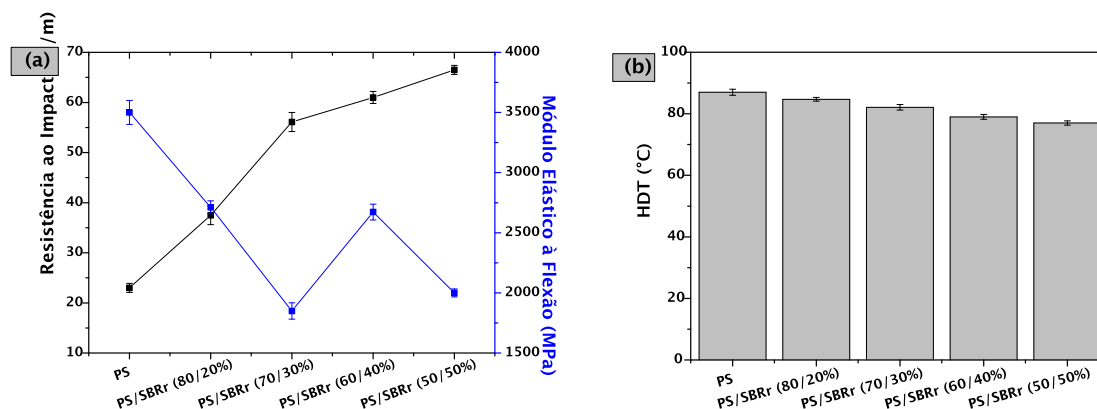 (a)
Resistência ao Impact /m)
70
60
50
40
30
20
10
4000
3500
3000
2500
2000
1500
Módulo Elástico à Flexão (MPa)
PS
PS/SBRr (80/20%)
PS/SBRr (70/30%)
PS/SBRr (60/40%)
PS/SBRr (50/50%)
(b)
HDT (°C)
100
80
60
40
20
0
PS
PS/SBRr (80/20%)
PS/SBRr (70/30%)
PS/SBRr (60/40%)
PS/SBRr (50/50%)